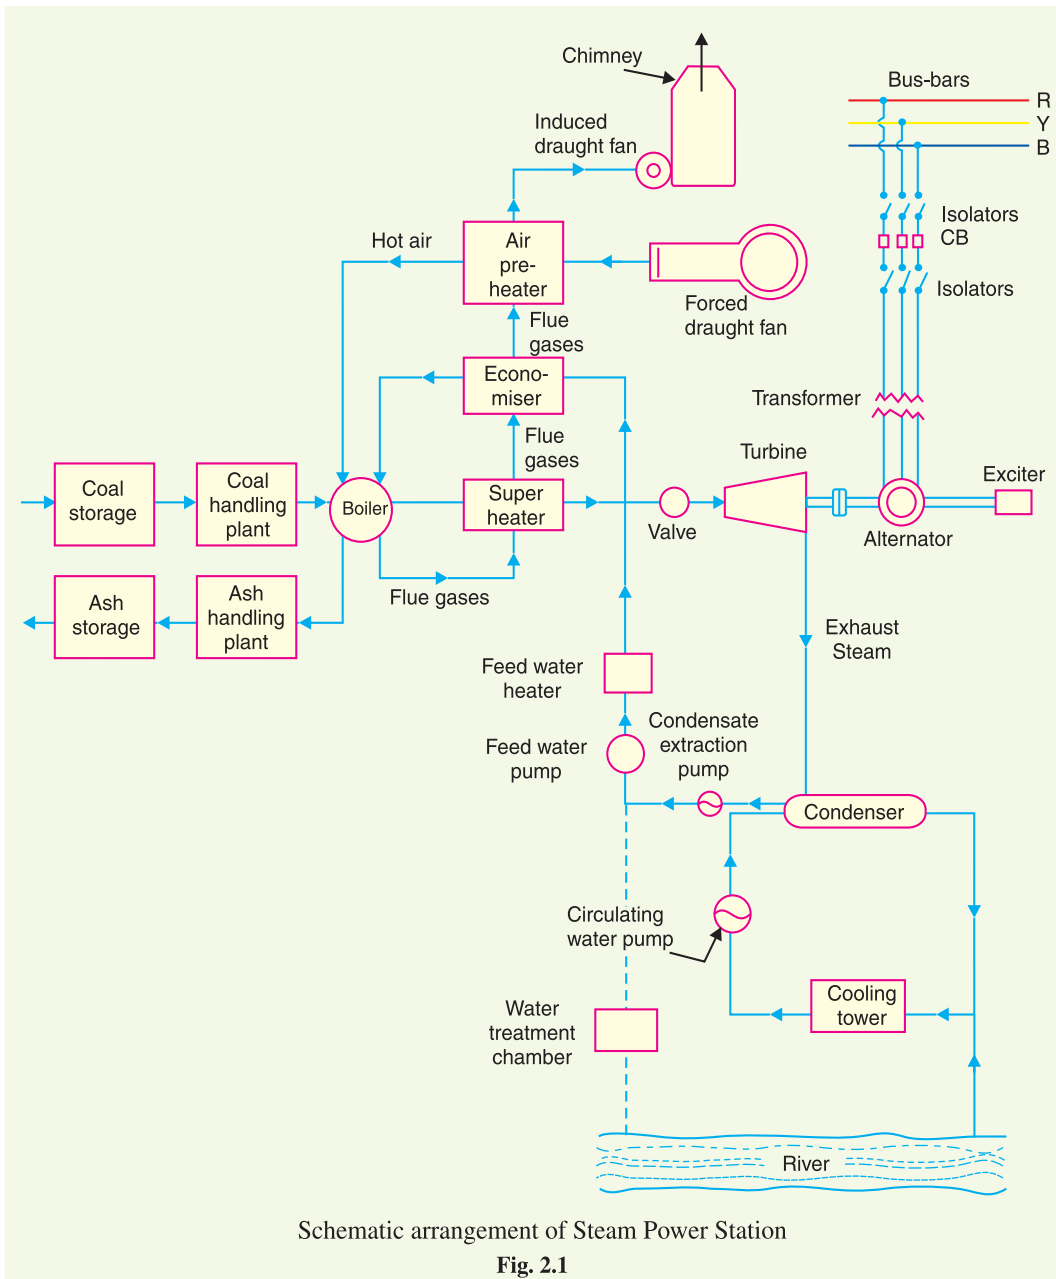 Chimney
Bus-bars
R
Y
B
Induced
draught fan
Isolators
CB
Hot air
Air
pre-
heater
Isolators
Forced
draught fan
Flue
gases
Econo-
miser
Transformer
Flue
gases
Turbine
Exciter
Coal
storage
Coal
handling
plant
Boiler
Super
heater
Valve
Alternator
Flue gases
Ash
storage
Ash
handling
plant
Exhaust
Steam
Feed water
heater
Condensate
extraction
pump
Feed water
pump
Condenser
Circulating
water pump
Cooling
tower
Water
treatment
chamber
River
Schematic arrangement of Steam Power Station
Fig. 2.1